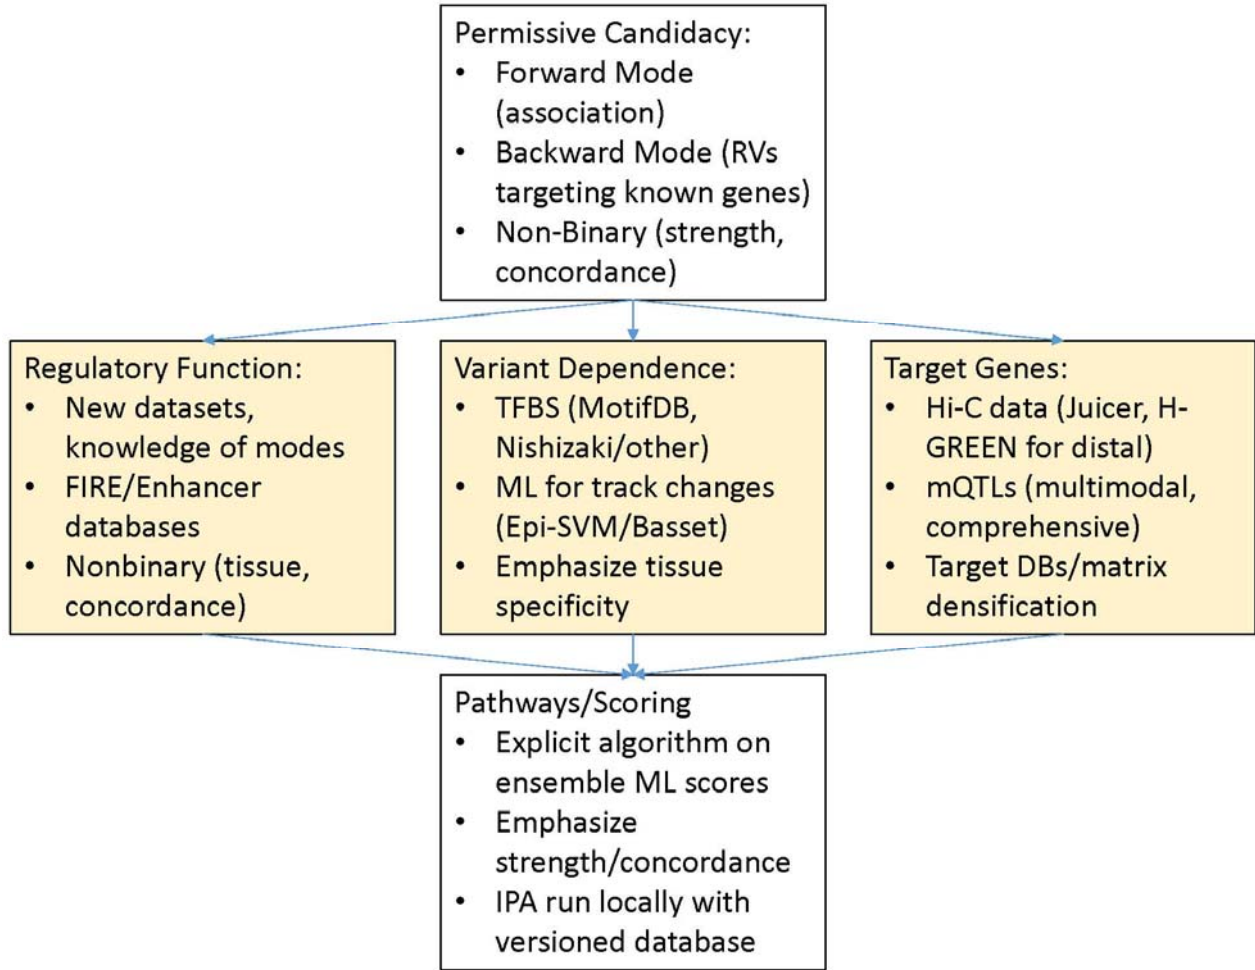 Permissive Candidacy:
• Forward Mode
(association)
• Backward Mode (RVs
targeting known genes)
• Non-Binary (strength,
concordance)
Regulatory Function:
• New datasets,
knowledge of modes
• FIRE/Enhancer
databases
• Nonbinary (tissue,
concordance)
Variant Dependence:
• TFBS (MotifDB,
Nishizaki/other)
• ML for track changes
(Epi-SVM/Basset)
• Emphasize tissue
specificity
Target Genes:
• Hi-C data (Juicer, H-
GREEN for distal)
• mQTLs (multimodal,
comprehensive)
• Target DBs/matrix
densification
Pathways/Scoring
• Explicit algorithm on
ensemble ML scores
• Emphasize
strength/concordance
• IPA run locally with
versioned database